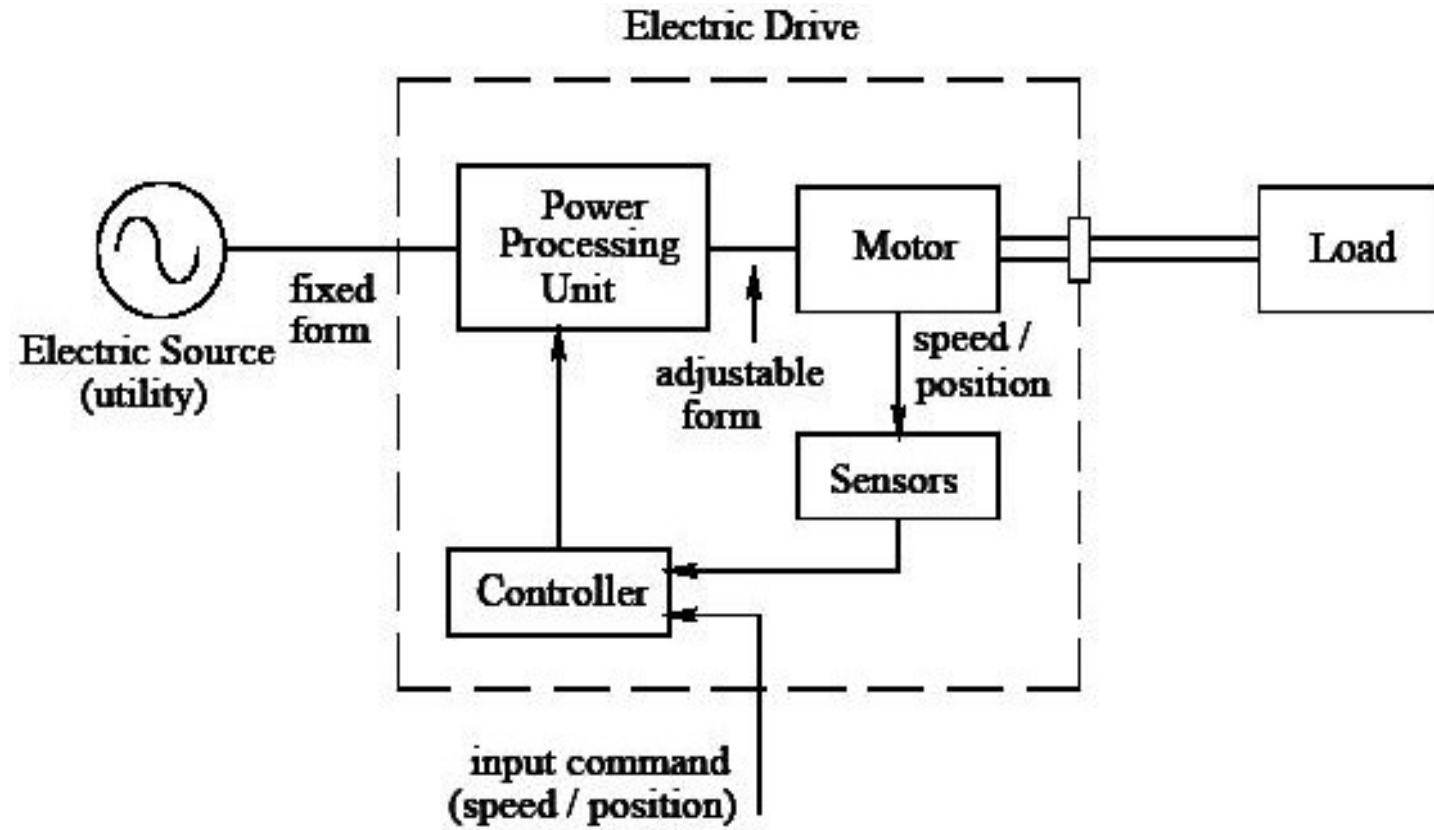 Electric Drive
Power
Processing
Unit
Motor
Load
fixed
form
Electric Source
(utility)
adjustable
form
speed /
position
Sensors
Controller
input command
(speed / position)